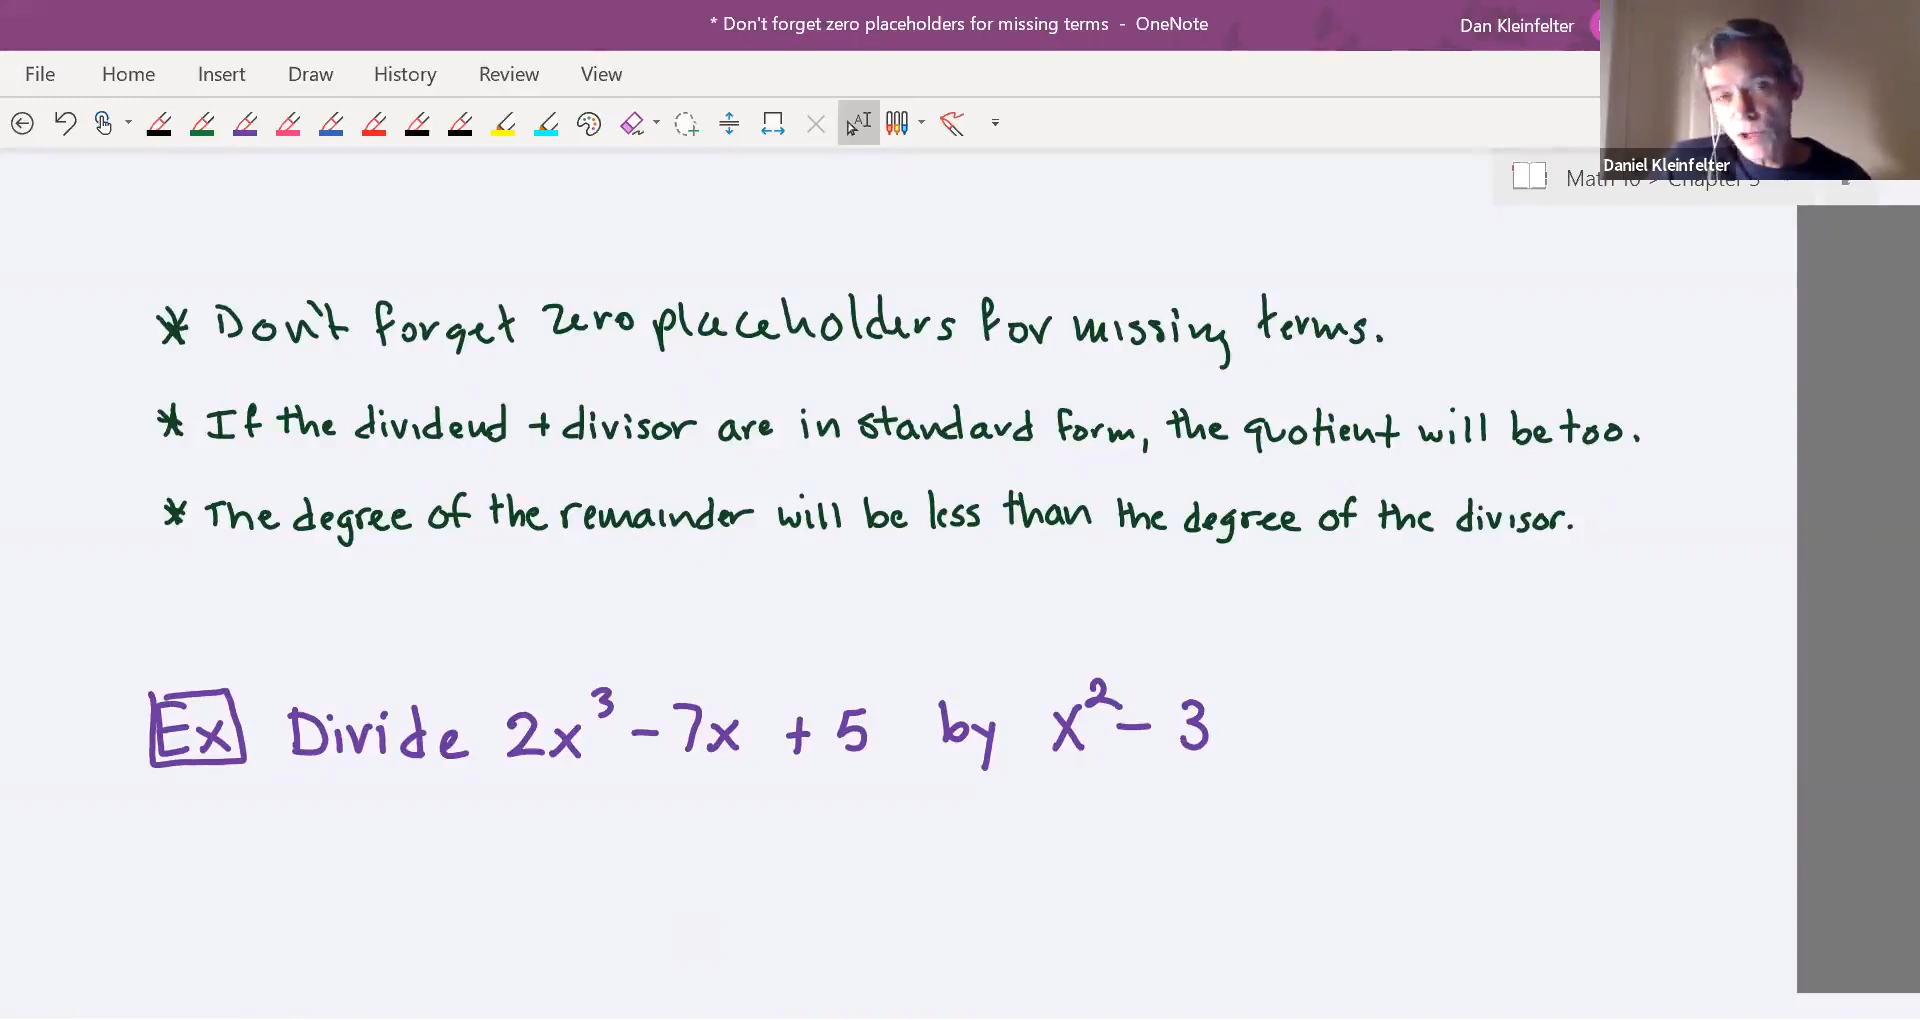 * Don't forget zero placeholders for missing terms - OneNote
Dan Kleinfelter
File Home Insert Draw History Review View
Daniel Kleinfelter
Math 10 > Chapter
* Don't forget zero placeholders for missing terms.
* If the dividend + divisor are in standard form, the quotient will be too.
* The degree of the remainder will be less than the degree of the divisor.
Ex Divide 2x³ - 7x + 5 by x² - 3